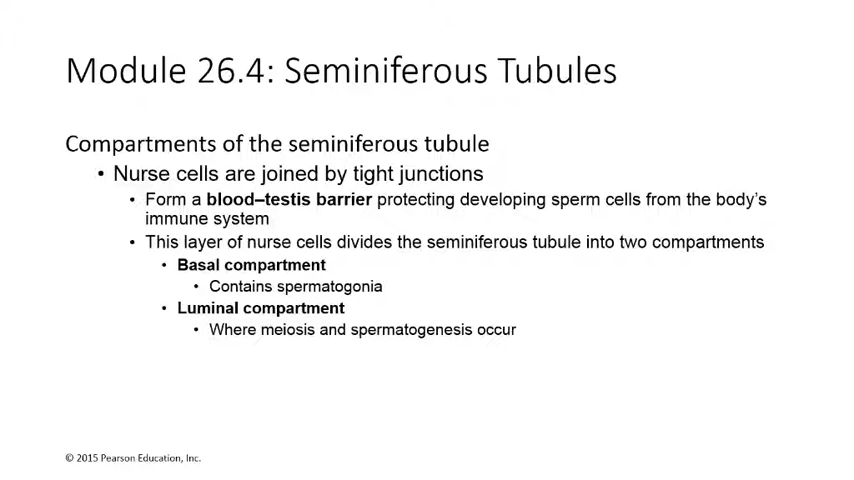 Module 26.4: Seminiferous Tubules
Compartments of the seminiferous tubule
• Nurse cells are joined by tight junctions
• Form a blood–testis barrier protecting developing sperm cells from the body's
immune system
• This layer of nurse cells divides the seminiferous tubule into two compartments
• Basal compartment
• Contains spermatogonia
• Luminal compartment
• Where meiosis and spermatogenesis occur
© 2015 Pearson Education, Inc.